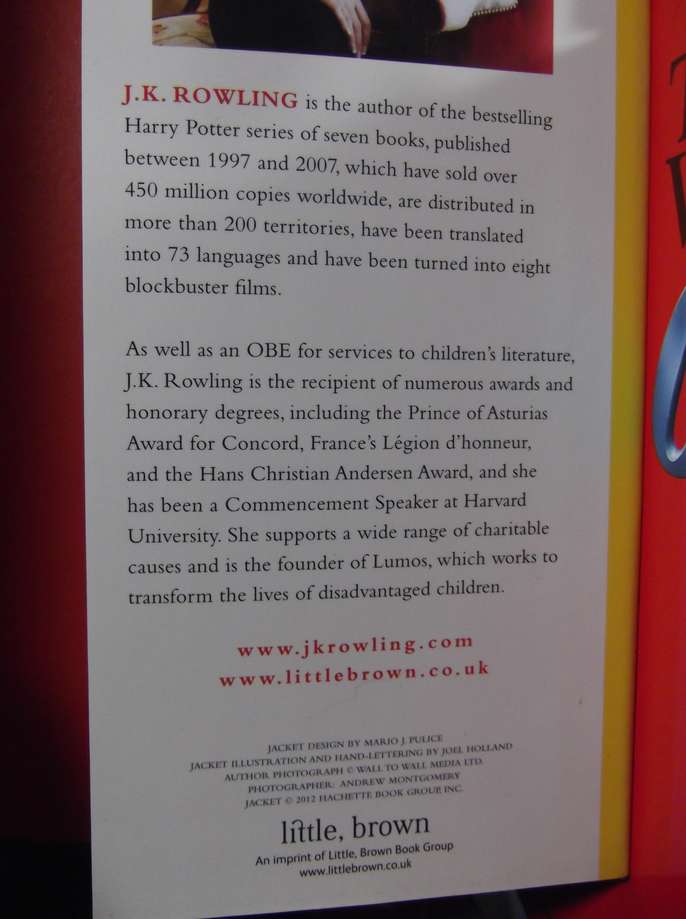 J.K. ROWLING is the author of the bestselling
Harry Potter series of seven books, published
between 1997 and 2007, which have sold over
450 million copies worldwide, are distributed in
more than 200 territories, have been translated
into 73 languages and have been turned into eight
blockbuster films.
As well as an OBE for services to children's literature,
J.K. Rowling is the recipient of numerous awards and
honorary degrees, including the Prince of Asturias
Award for Concord, France's Légion d'honneur,
and the Hans Christian Andersen Award, and she
has been a Commencement Speaker at Harvard
University. She supports a wide range of charitable
causes and is the founder of Lumos, which works to
transform the lives of disadvantaged children.
www.jkrowling.com
www.littlebrown.co.uk
JACKET DESIGN BY MARIO J. PULICE
JACKET ILLUSTRATION AND HAND-LETTERING BY JOEL HOLLAND
AUTHOR PHOTOGRAPH © WALL TO WALL MEDIA LTD.
PHOTOGRAPHER: ANDREW MONTGOMERY
JACKET © 2012 HACHETTE BOOK GROUP, INC.
little, brown
An imprint of Little, Brown Book Group
www.littlebrown.co.uk